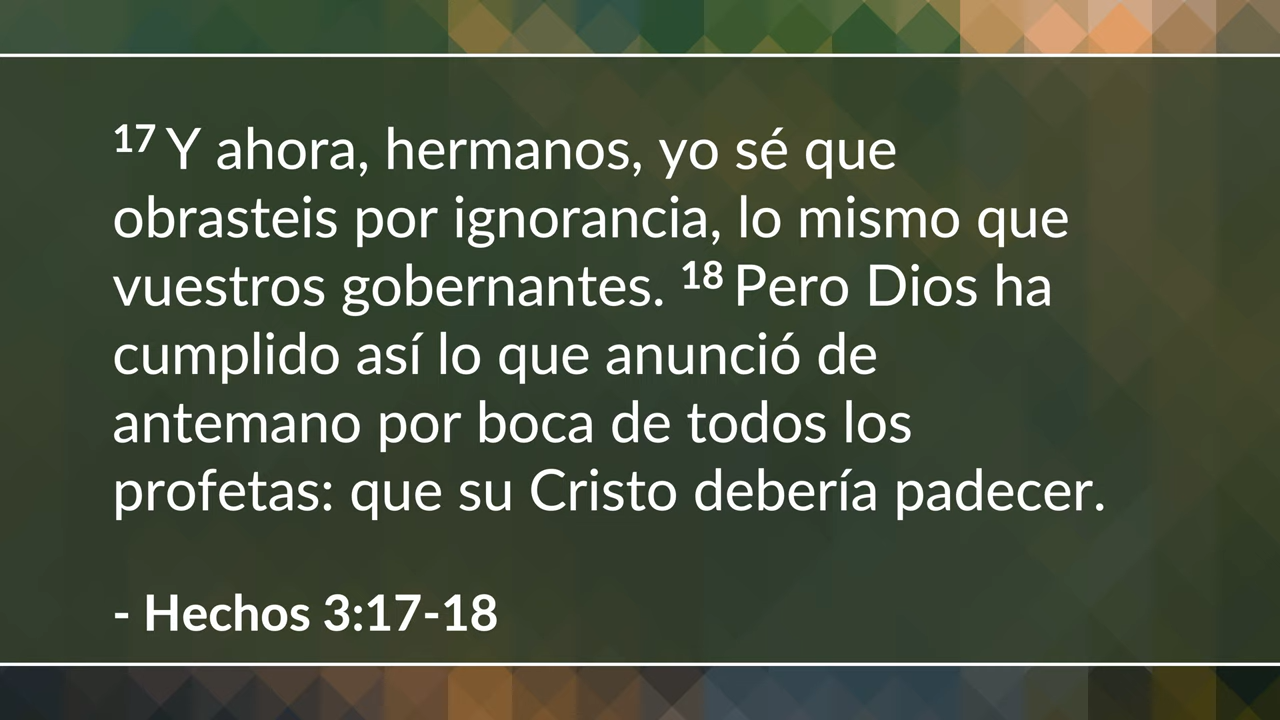 17 Y ahora, hermanos, yo sé que
obrasteis por ignorancia, lo mismo que
vuestros gobernantes. 18 Pero Dios ha
cumplido así lo que anunció de
antemano por boca de todos los
profetas: que su Cristo debería padecer.
- Hechos 3:17-18